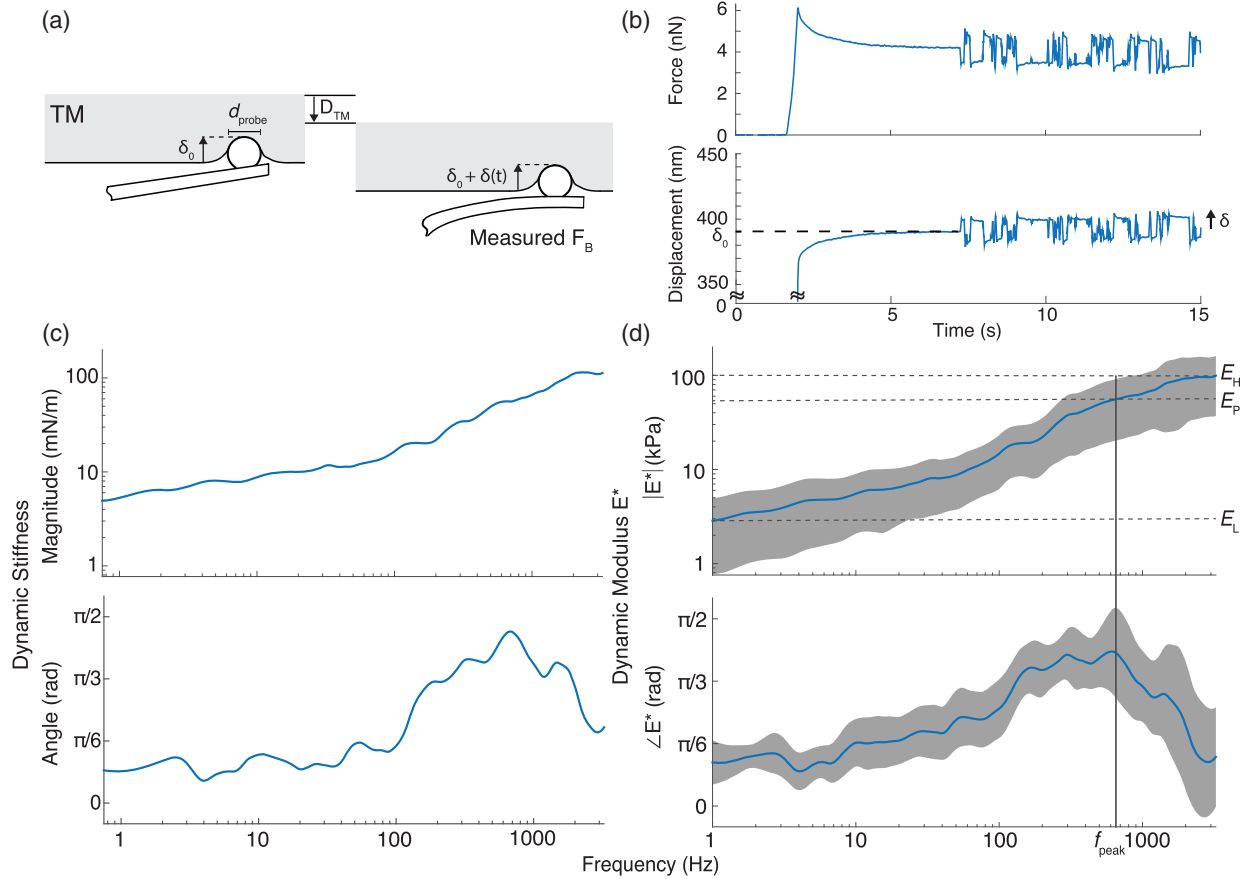 (a)
TM
d_probe
δ_0
D_TM
δ_0 + δ(t)
Measured F_B
(b)
Force (nN)
6
4
2
0
Displacement (nm)
450
400
δ_0
350
0
δ
0
5
10
15
Time (s)
(c)
Dynamic Stiffness
Magnitude (mN/m)
100
10
1
Angle (rad)
π/2
π/3
π/6
0
1
10
100
1000
(d)
Dynamic Modulus E*
|E*| (kPa)
100
10
1
E_H
E_P
E_L
∠E* (rad)
π/2
π/3
π/6
0
1
10
100
f_peak
1000
Frequency (Hz)